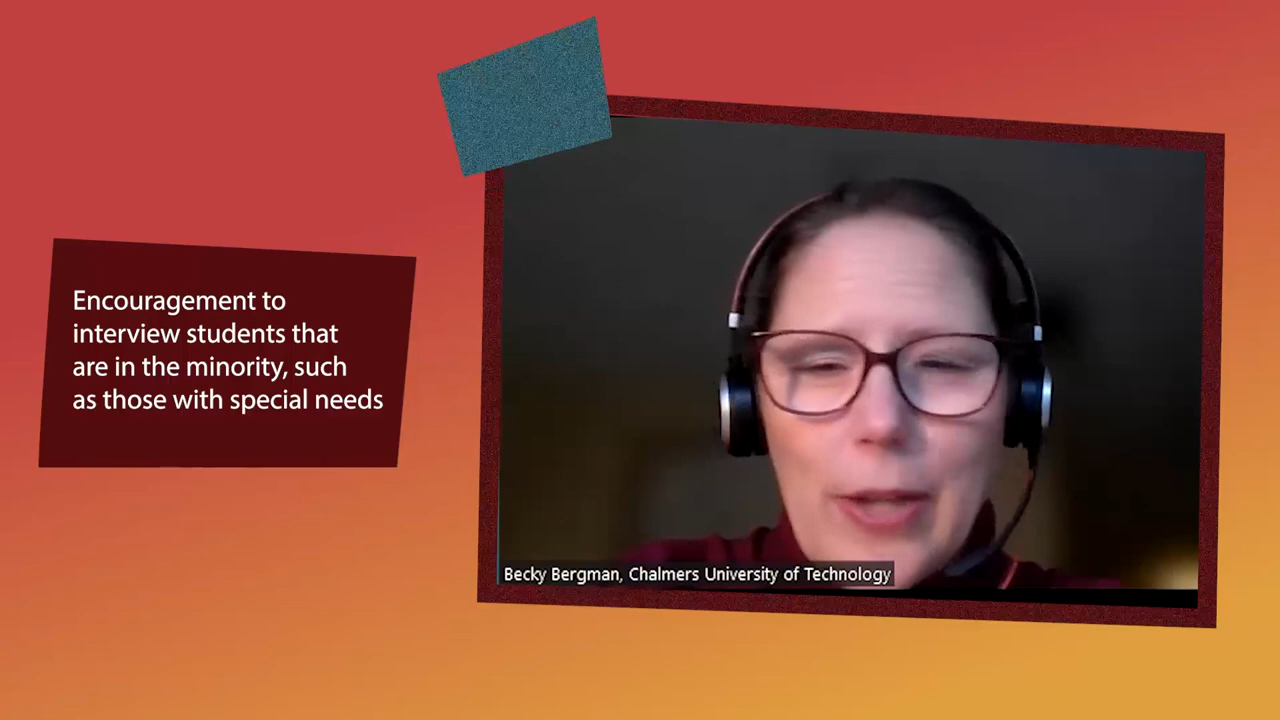 Encouragement to
interview students that
are in the minority, such
as those with special needs
Becky Bergman, Chalmers University of Technology